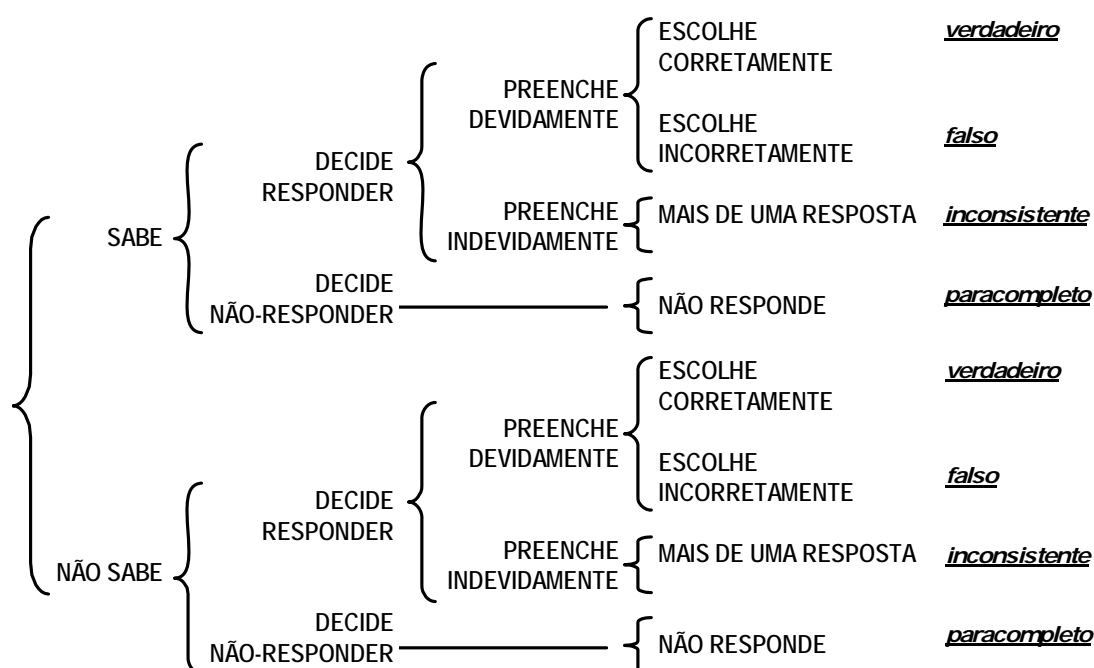 ESCOLHE
CORRETAMENTE
verdadeiro
PREENCHE
DEVIDAMENTE
ESCOLHE
INCORRETAMENTE
falso
DECIDE
RESPONDER
PREENCHE
INDEVIDAMENTE
MAIS DE UMA RESPOSTA
inconsistente
SABE
DECIDE
NÃO-RESPONDER
NÃO RESPONDE
paracompleto
ESCOLHE
CORRETAMENTE
verdadeiro
PREENCHE
DEVIDAMENTE
ESCOLHE
INCORRETAMENTE
falso
DECIDE
RESPONDER
PREENCHE
INDEVIDAMENTE
MAIS DE UMA RESPOSTA
inconsistente
NÃO SABE
DECIDE
NÃO-RESPONDER
NÃO RESPONDE
paracompleto